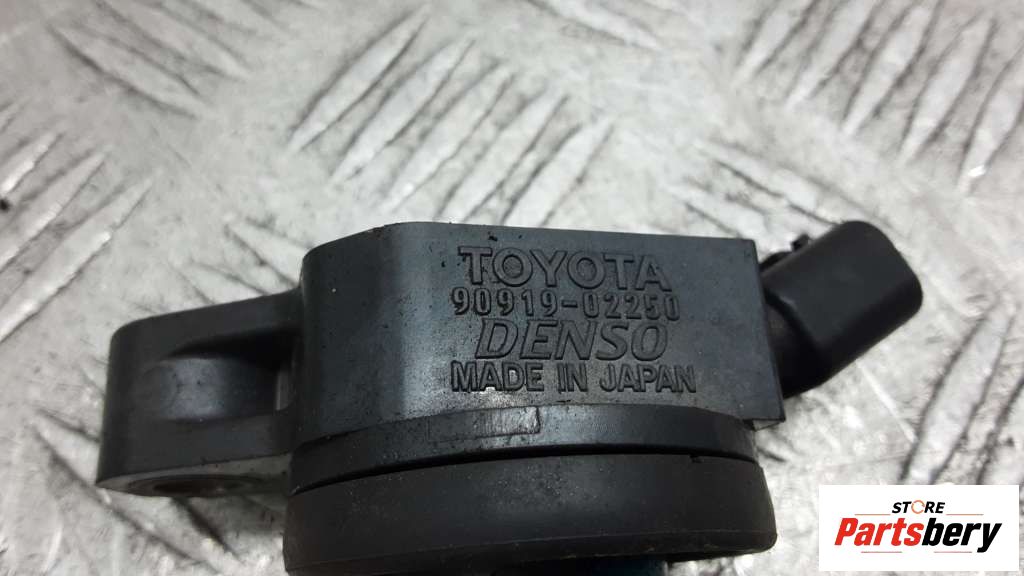 TOYOTA
90919-02250
DENSO
MADE IN JAPAN
STORE
Partsbery